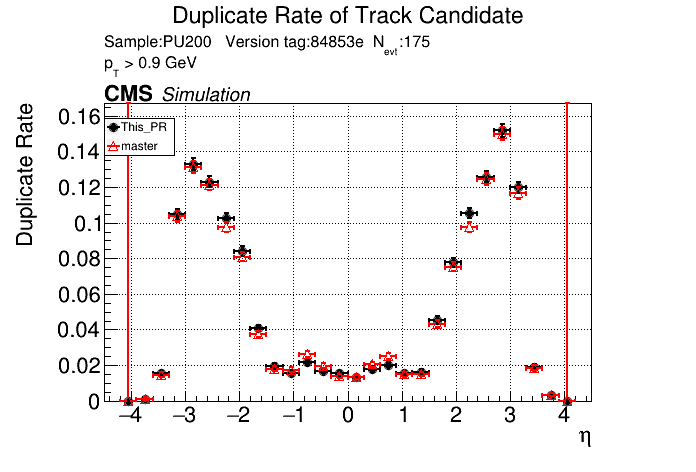 Duplicate Rate of Track Candidate
Sample:PU200 Version tag:84853e N_evt:175
p_T > 0.9 GeV
CMS Simulation
Duplicate Rate
0.16
0.14
0.12
0.1
0.08
0.06
0.04
0.02
0
This_PR
master
−4 −3 −2 −1 0 1 2 3 4
η